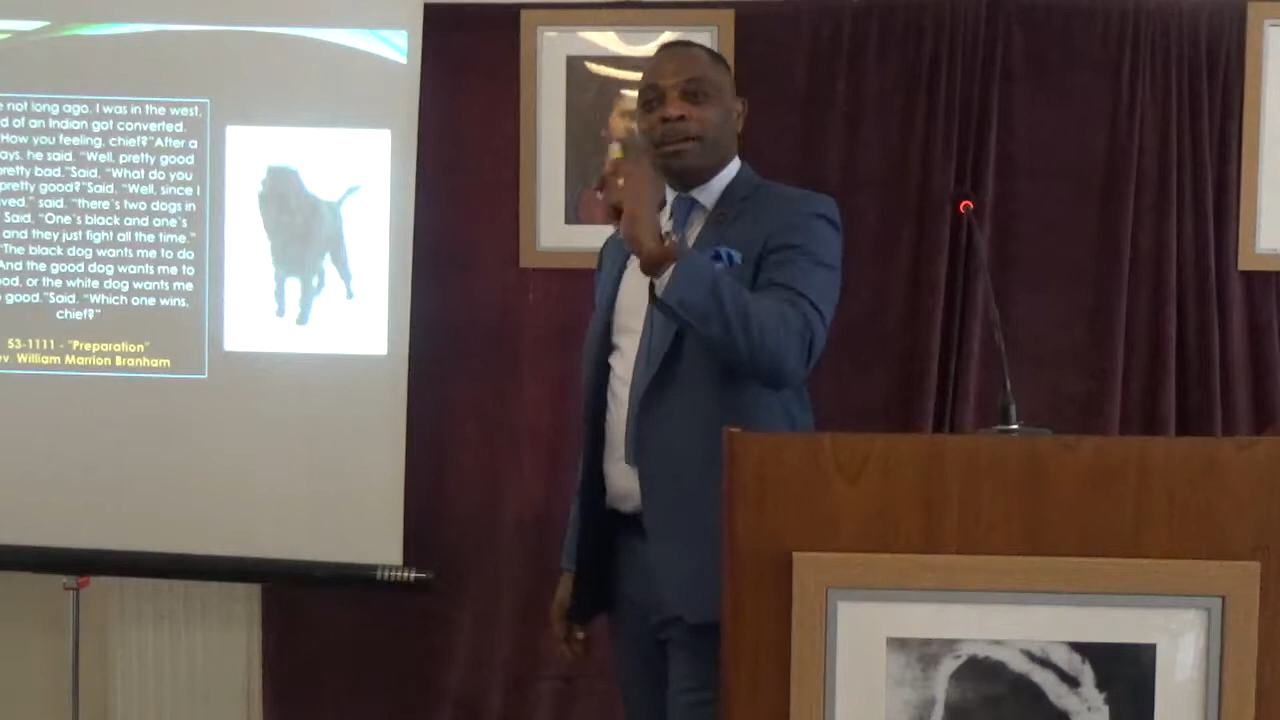 e not long ago. I was in the west,
d of an Indian got converted.
"How you feeling, chief?"After a
ays, he said, "Well, pretty good
pretty bad."Said, "What do you
pretty good?"Said, "Well, since I
ved," said, "there's two dogs in
Said, "One's black and one's
and they just fight all the time."
"The black dog wants me to do
And the good dog wants me to
ood, or the white dog wants me
good."Said, "Which one wins,
chief?"
53-1111 - "Preparation"
ev William Marrion Branham